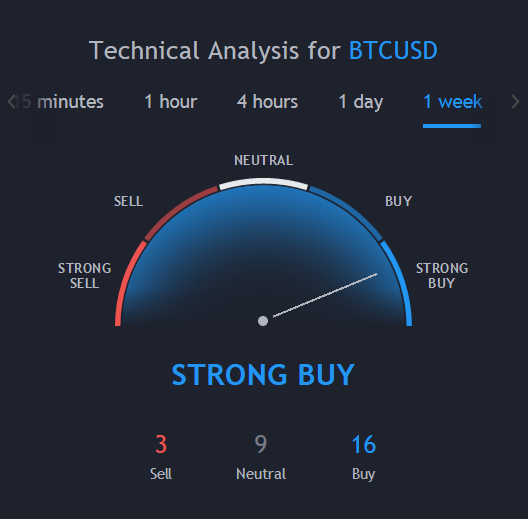 Technical Analysis for BTCUSD
15 minutes 1 hour 4 hours 1 day 1 week
NEUTRAL
SELL BUY
STRONG SELL STRONG BUY
STRONG BUY
3 9 16
Sell Neutral Buy